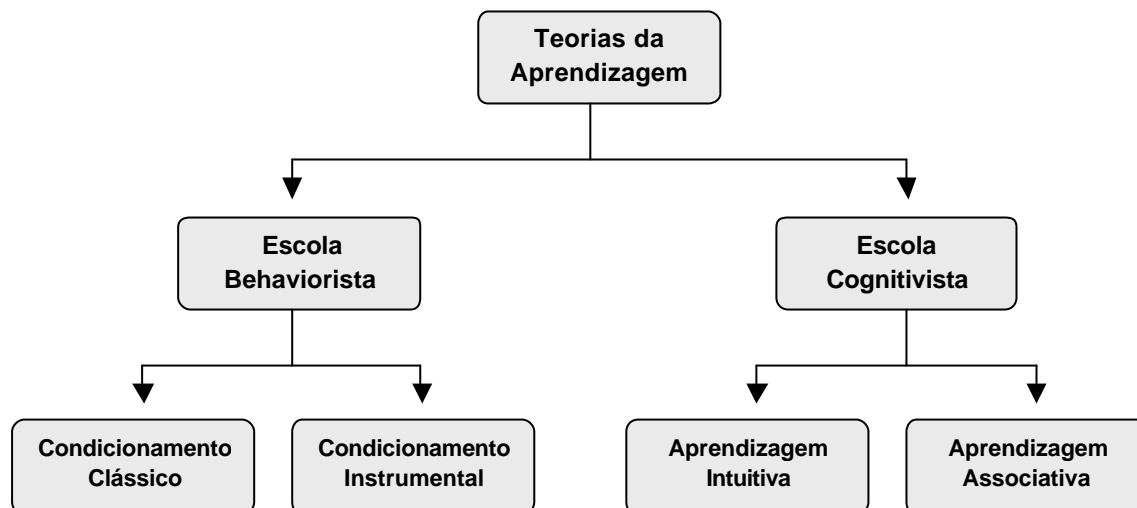 Teorias da
Aprendizagem
Escola
Behaviorista
Escola
Cognitivista
Condicionamento
Clássico
Condicionamento
Instrumental
Aprendizagem
Intuitiva
Aprendizagem
Associativa